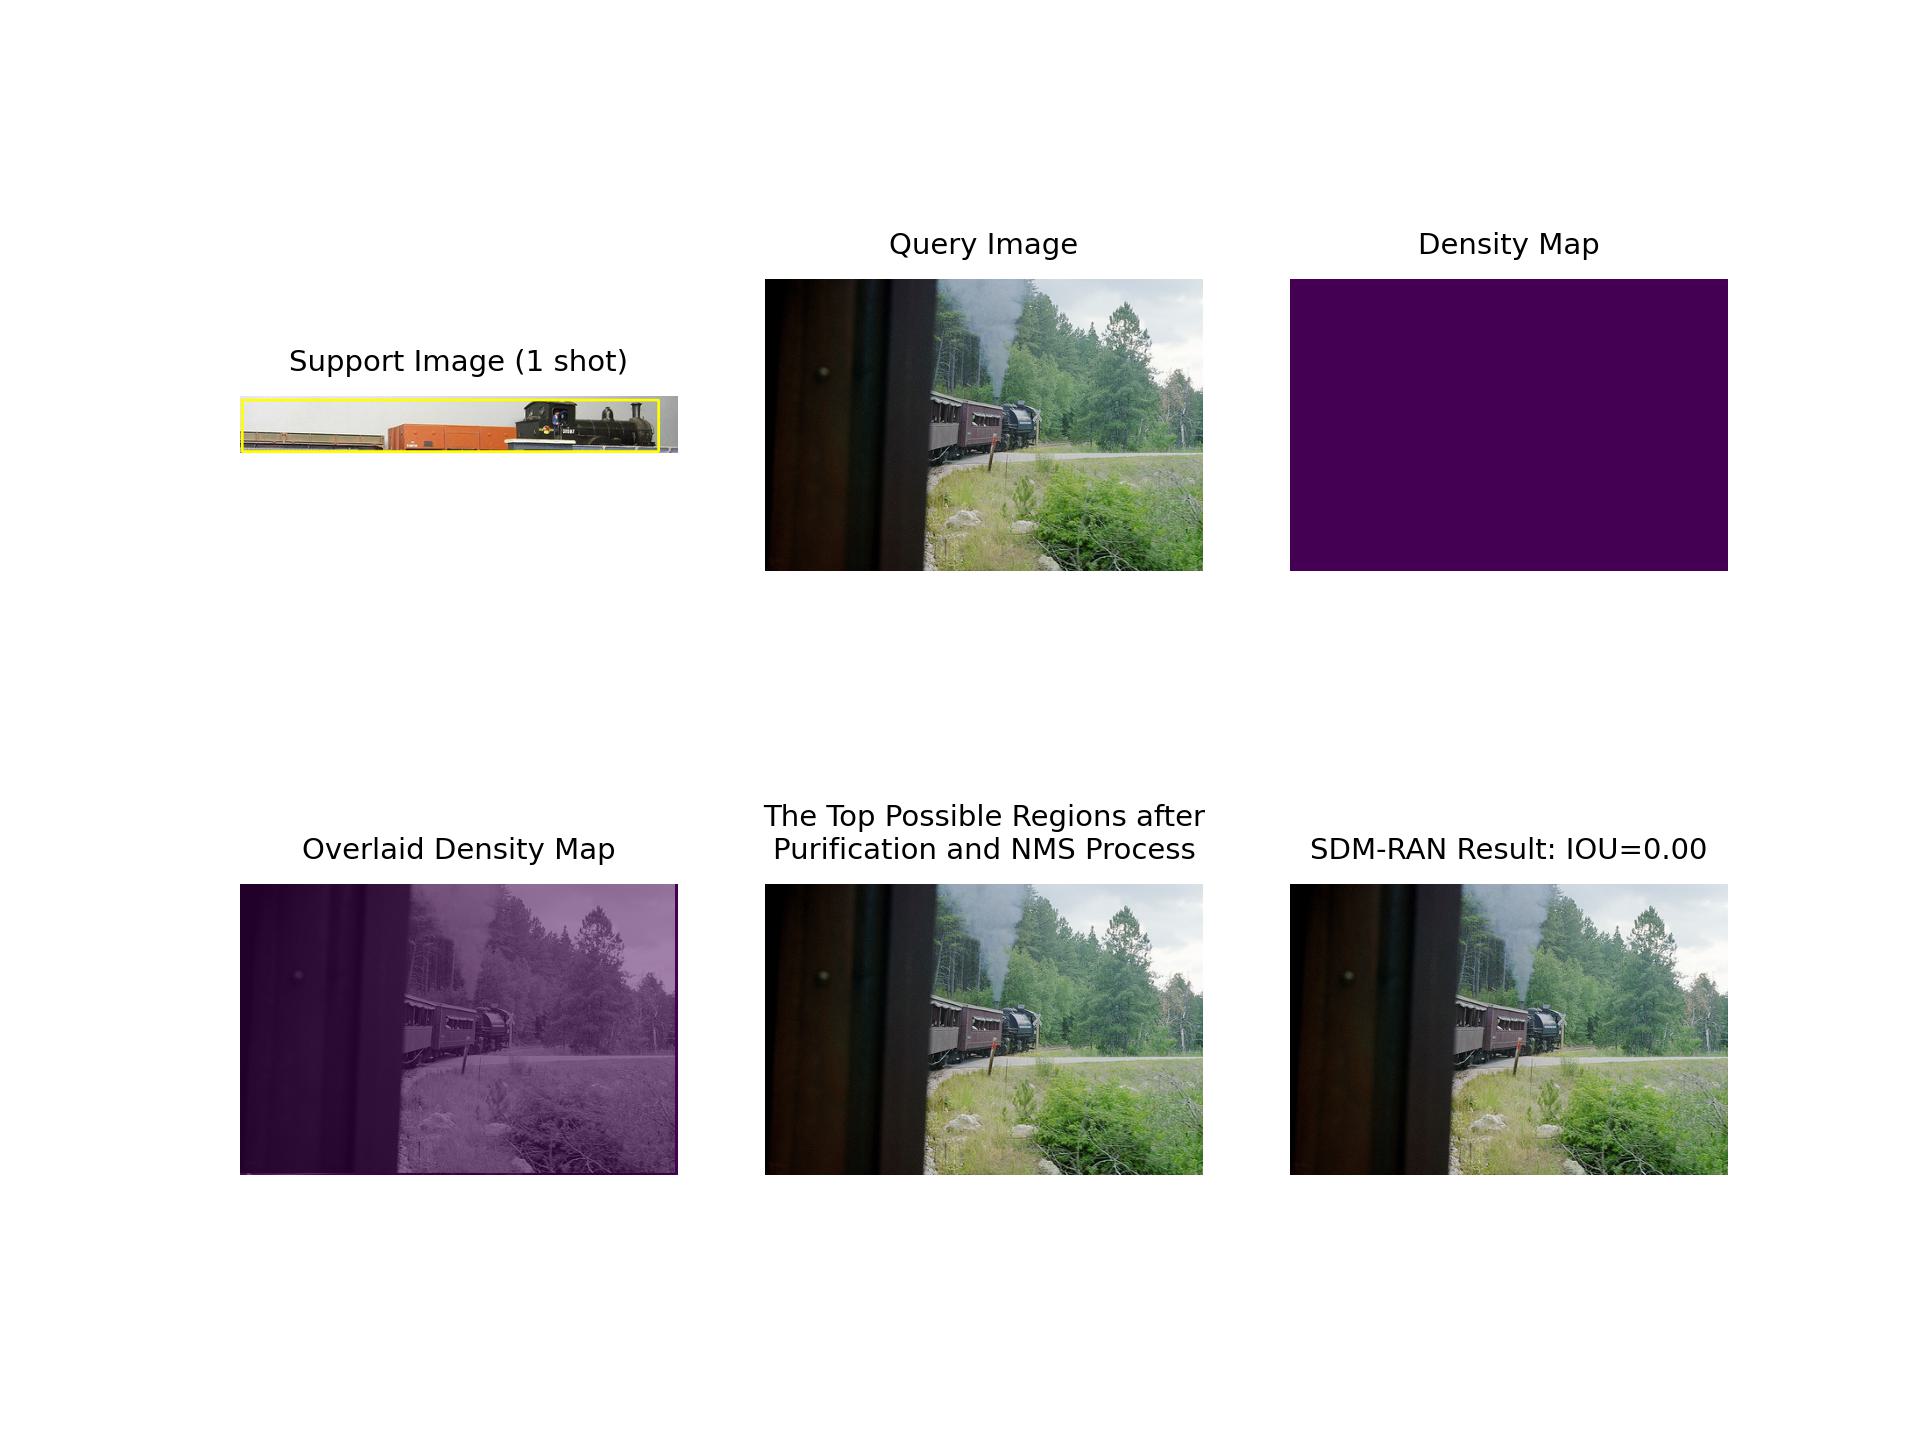 Query Image
Density Map
Support Image (1 shot)
The Top Possible Regions after
Purification and NMS Process
Overlaid Density Map
SDM-RAN Result: IOU=0.00